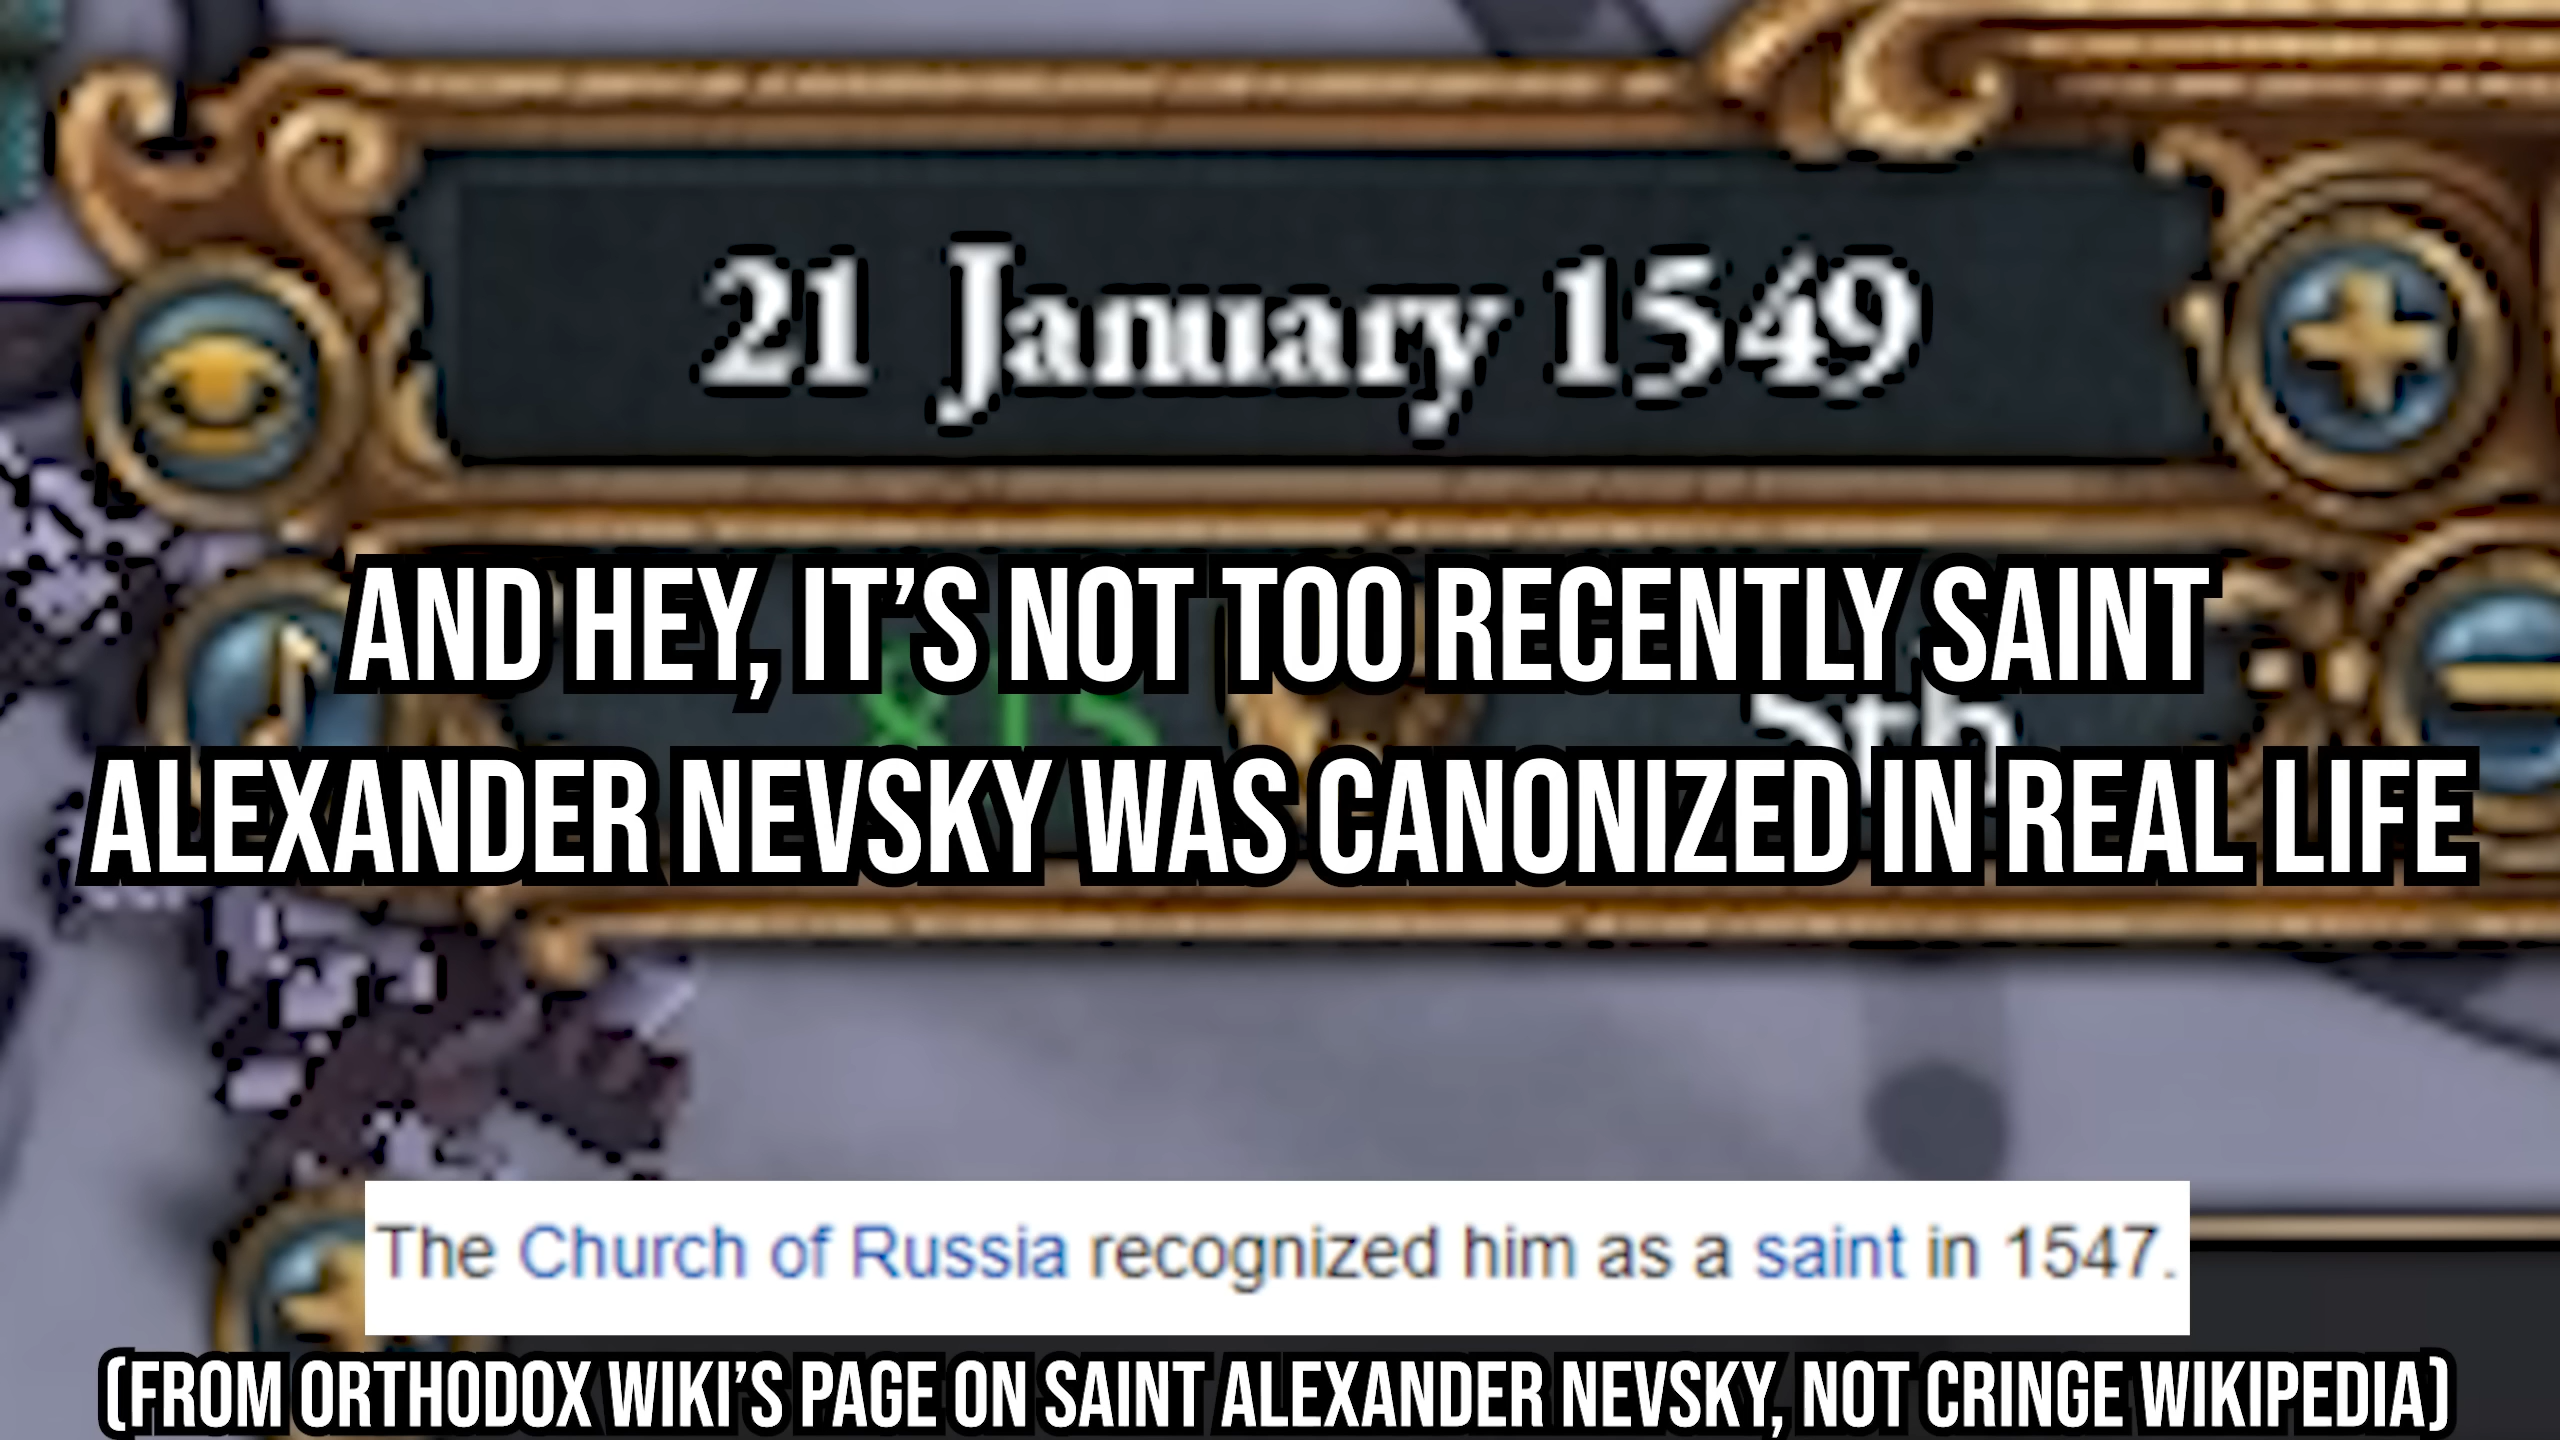 21 January 1549
AND HEY, IT’S NOT TOO RECENTLY SAINT
815 5th
ALEXANDER NEVSKY WAS CANONIZED IN REAL LIFE
The Church of Russia recognized him as a saint in 1547.
(FROM ORTHODOX WIKI’S PAGE ON SAINT ALEXANDER NEVSKY, NOT CRINGE WIKIPEDIA)